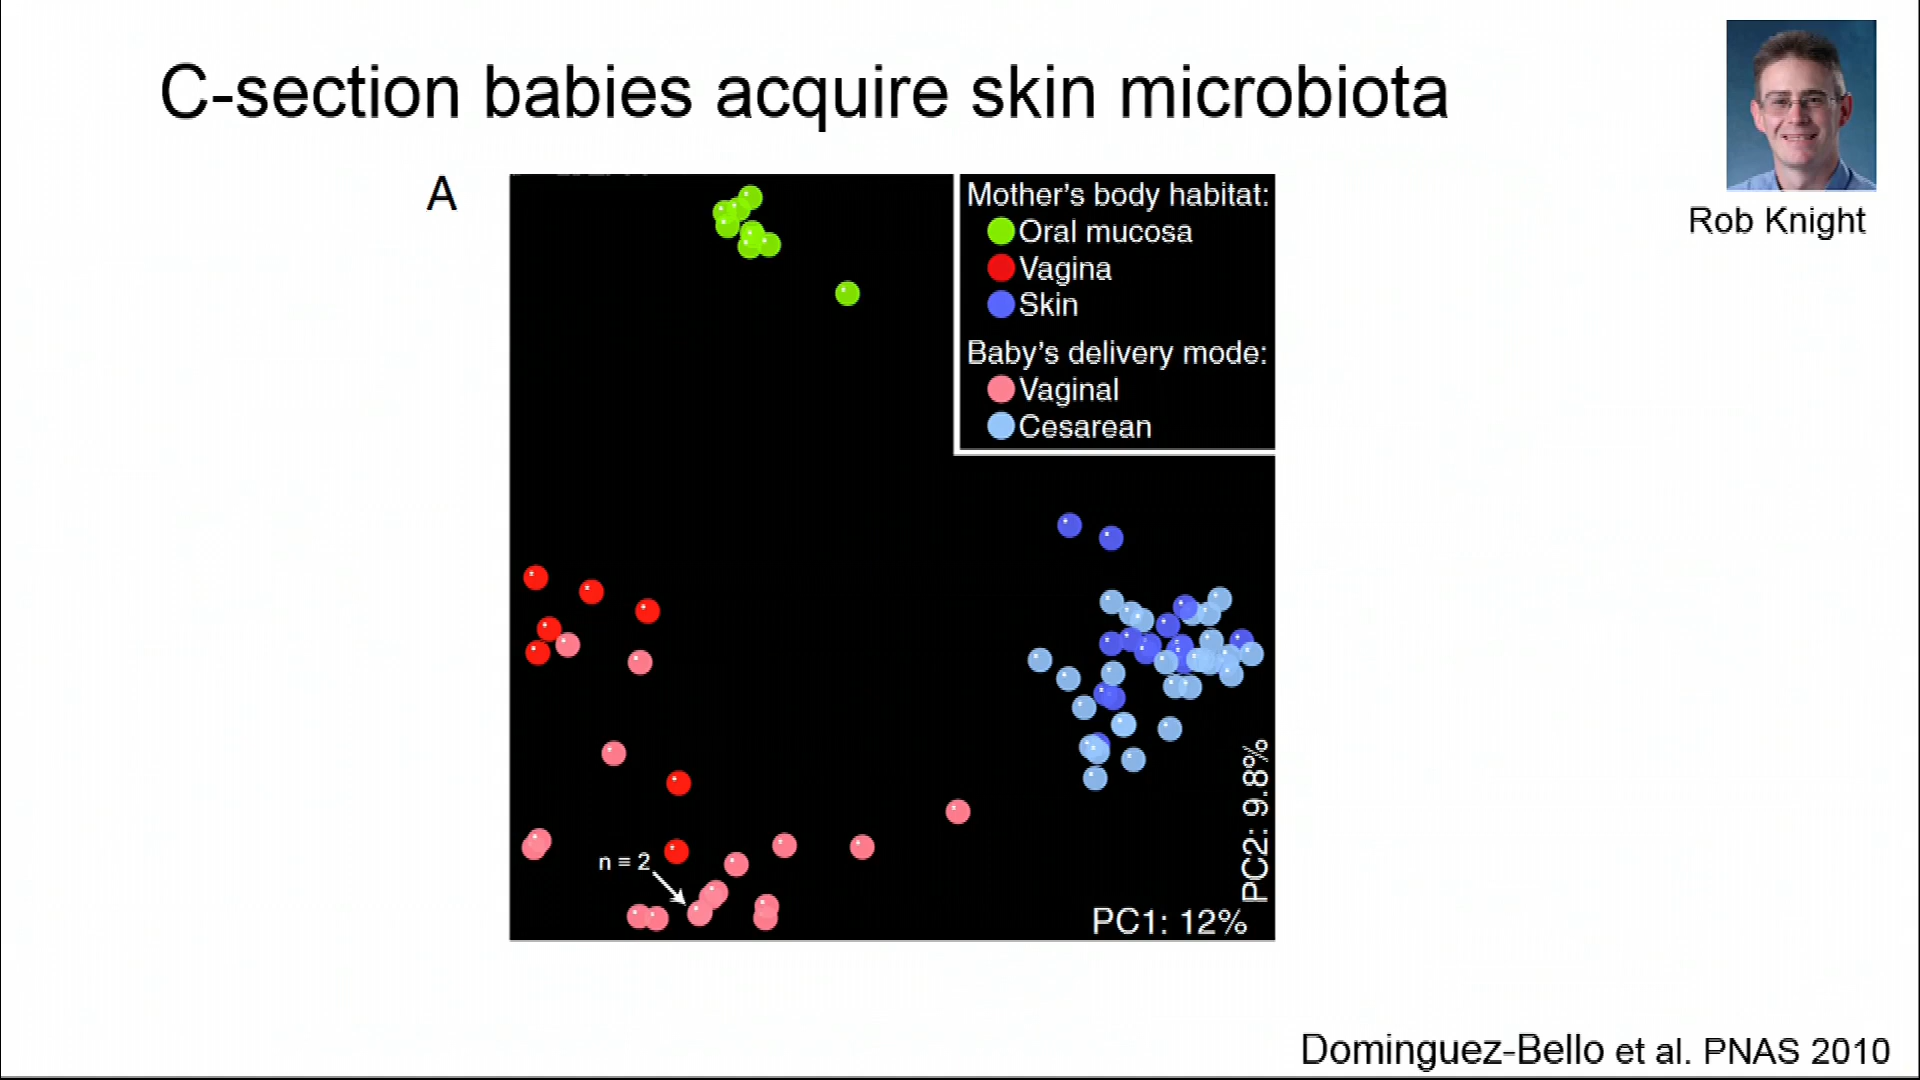 C-section babies acquire skin microbiota
Rob Knight
A
Mother's body habitat:
Oral mucosa
Vagina
Skin
Baby's delivery mode:
Vaginal
Cesarean
n = 2
PC2: 9.8%
PC1: 12%
Dominguez-Bello et al. PNAS 2010